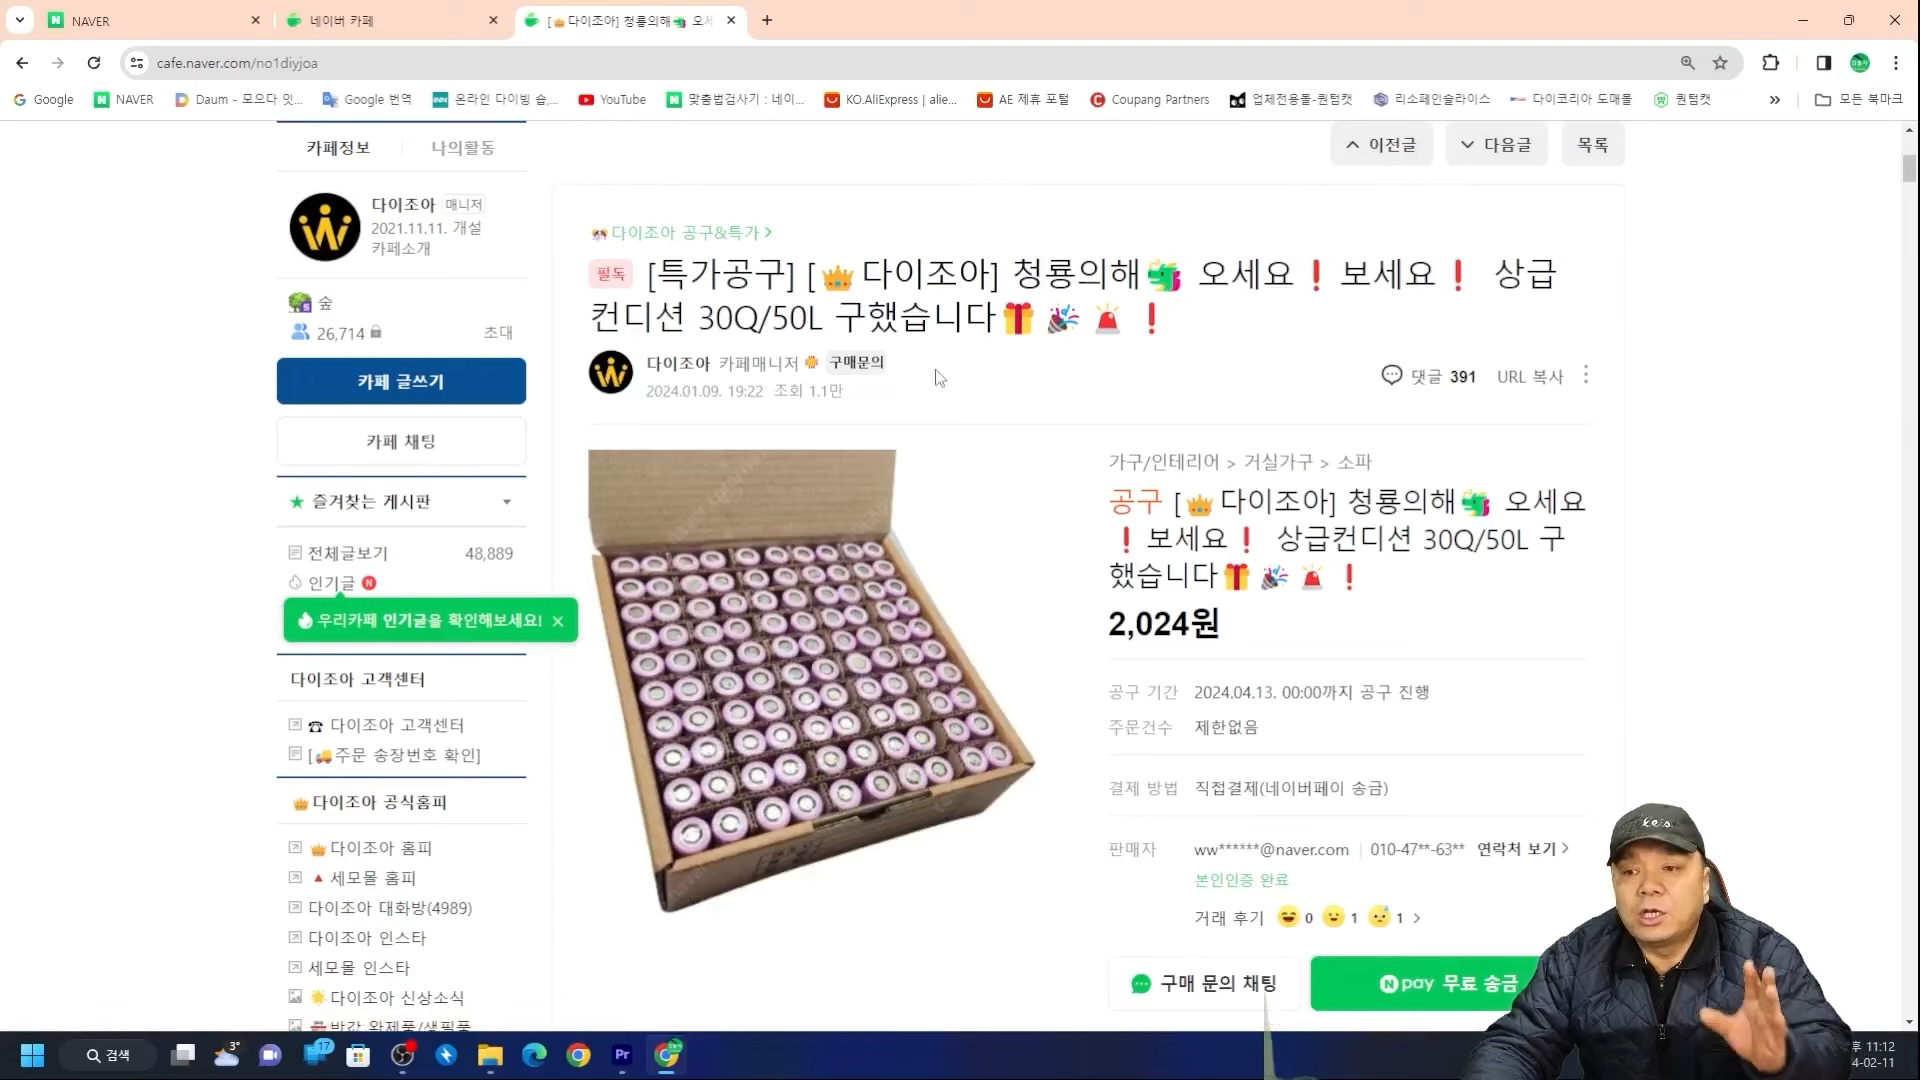 NAVER
네이버 카페
[👑다이조아] 청룡의해🐲 오세
cafe.naver.com/no1diyjoa
Google
NAVER
Daum - 모으다 잇...
Google 번역
온라인 다이빙 숍,...
YouTube
맞춤법검사기 : 네이...
KO.AliExpress | alie...
AE 제휴 포털
Coupang Partners
업체전용몰-퀀텀캣
리소페인슬라이스
다이코리아 도매몰
퀀텀캣
모든 북마크
카페정보
나의활동
이전글
다음글
목록
다이조아 매니저
2021.11.11. 개설
카페소개
숲
26,714
초대
카페 글쓰기
카페 채팅
즐겨찾는 게시판
전체글보기 48,889
인기글 N
우리카페 인기글을 확인해보세요!
다이조아 고객센터
☎ 다이조아 고객센터
[🚚주문 송장번호 확인]
👑다이조아 공식홈피
👑다이조아 홈피
🔺세모몰 홈피
다이조아 대화방(4989)
다이조아 인스타
세모몰 인스타
🌟다이조아 신상소식
다이조아 공구&특가 >
필독 [특가공구] [👑다이조아] 청룡의해🐲 오세요❗보세요❗ 상급
컨디션 30Q/50L 구했습니다🎁🎉🚨❗
다이조아 카페매니저 구매문의
2024.01.09. 19:22 조회 1.1만
댓글 391 URL 복사
가구/인테리어 > 거실가구 > 소파
공구 [👑다이조아] 청룡의해🐲 오세요
❗보세요❗ 상급컨디션 30Q/50L 구
했습니다🎁🎉🚨❗
2,024원
공구 기간 2024.04.13. 00:00까지 공구 진행
주문건수 제한없음
결제 방법 직접결제(네이버페이 송금)
판매자 ww******@naver.com | 010-47**-63** 연락처 보기 >
본인인증 완료
거래 후기 0 1 1 >
구매 문의 채팅
N pay 무료 송금
검색
3°
17
Pr
후 11:12
4-02-11